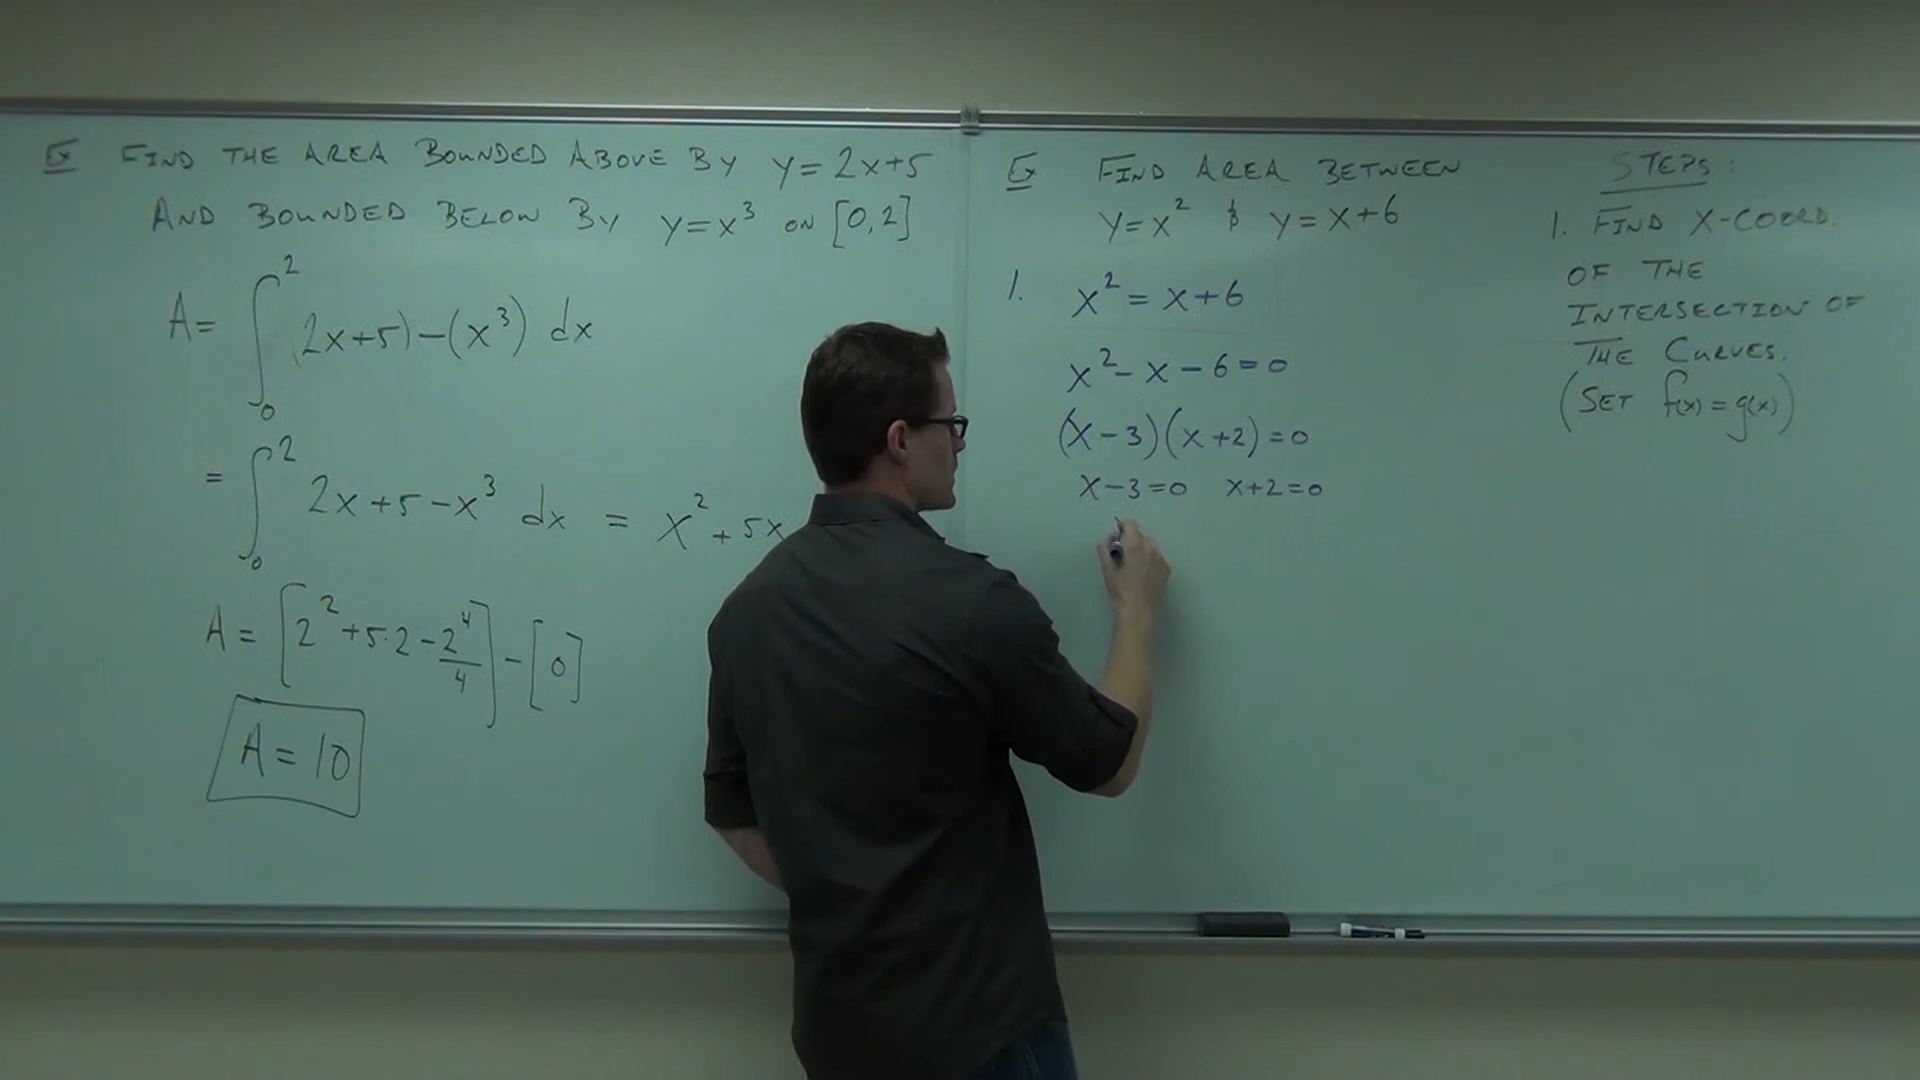 Ex FIND THE AREA BOUNDED ABOVE BY y=2x+5
AND BOUNDED BELOW BY y=x³ ON [0,2]
A= ∫₀² (2x+5)−(x³) dx
= ∫₀² 2x+5−x³ dx = x²+5x
A= [2²+5·2−2⁴/4]−[0]
A=10
Ex FIND AREA BETWEEN
y=x² & y=x+6
1. x²=x+6
x²−x−6=0
(x−3)(x+2)=0
x−3=0 x+2=0
STEPS:
1. FIND X-COORD.
OF THE
INTERSECTION OF
THE CURVES.
(SET f(x)=g(x))